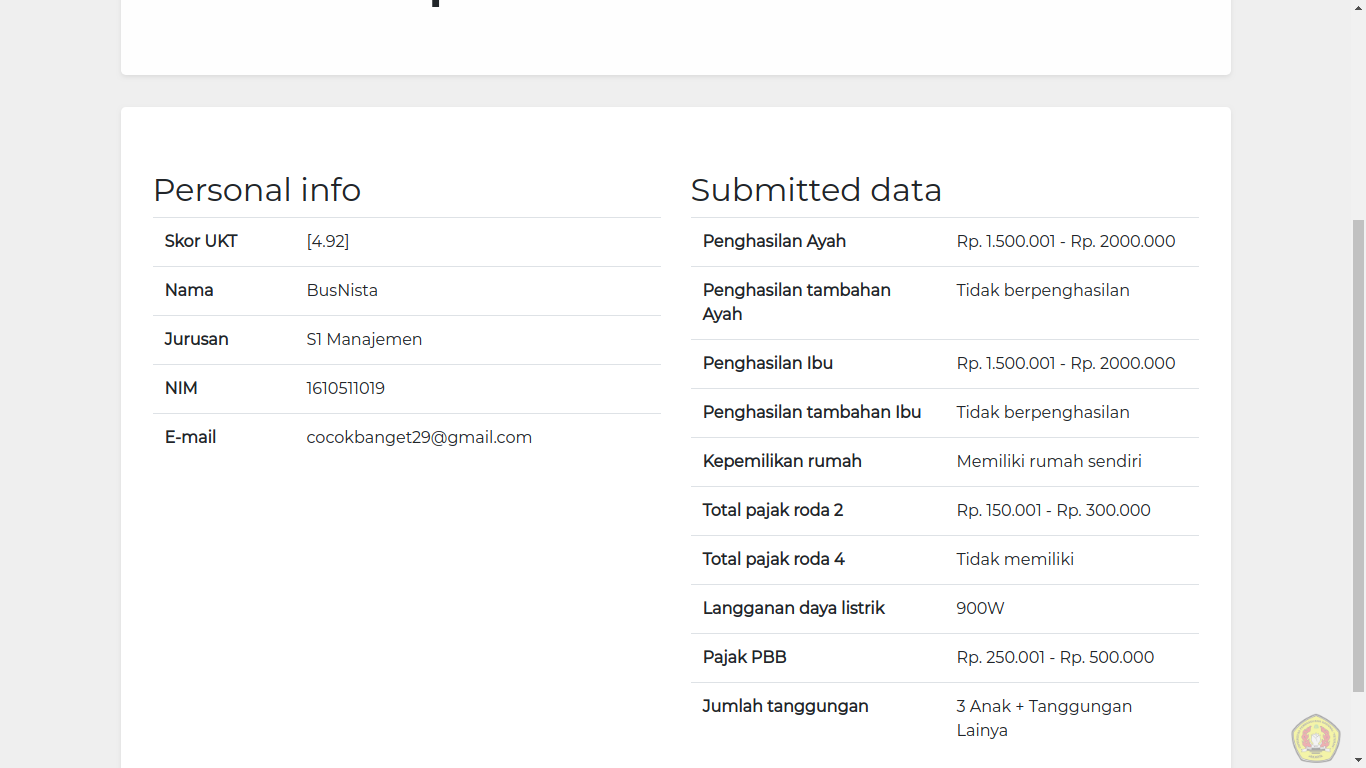 Personal info
Skor UKT [4.92]
Nama BusNista
Jurusan S1 Manajemen
NIM 1610511019
E-mail cocokbanget29@gmail.com
Submitted data
Penghasilan Ayah Rp. 1.500.001 - Rp. 2000.000
Penghasilan tambahan Tidak berpenghasilan
Ayah
Penghasilan Ibu Rp. 1.500.001 - Rp. 2000.000
Penghasilan tambahan Ibu Tidak berpenghasilan
Kepemilikan rumah Memiliki rumah sendiri
Total pajak roda 2 Rp. 150.001 - Rp. 300.000
Total pajak roda 4 Tidak memiliki
Langganan daya listrik 900W
Pajak PBB Rp. 250.001 - Rp. 500.000
Jumlah tanggungan 3 Anak + Tanggungan
Lainya